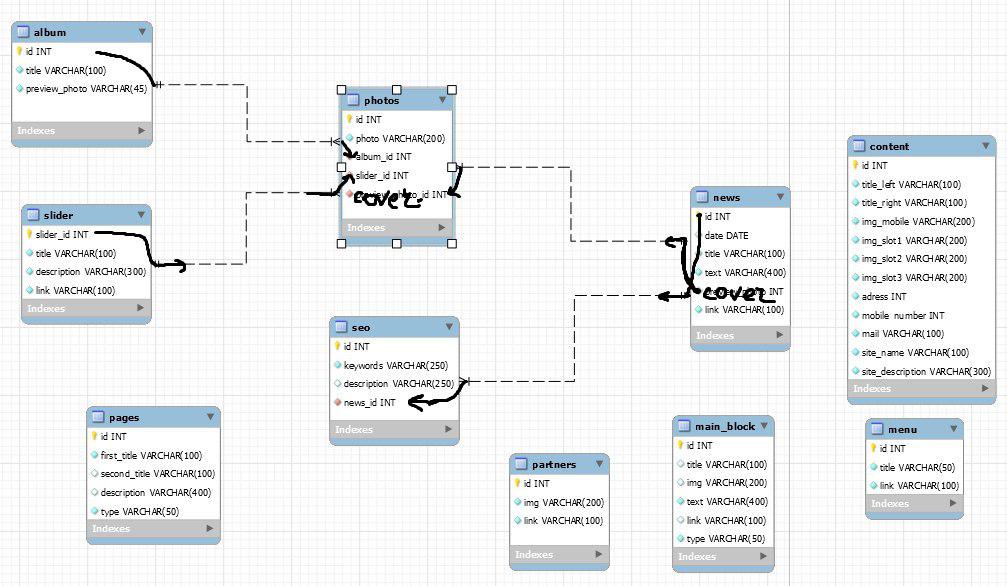 album
id INT
title VARCHAR(100)
preview_photo VARCHAR(45)
Indexes
slider
slider_id INT
title VARCHAR(100)
description VARCHAR(300)
link VARCHAR(100)
Indexes
photos
id INT
photo VARCHAR(200)
album_id INT
slider_id INT
cover
photo_id INT
Indexes
news
id INT
date DATE
title VARCHAR(100)
text VARCHAR(400)
cover
INT
link VARCHAR(100)
Indexes
content
id INT
title_left VARCHAR(100)
title_right VARCHAR(100)
img_mobile VARCHAR(200)
img_slot1 VARCHAR(200)
img_slot2 VARCHAR(200)
img_slot3 VARCHAR(200)
adress INT
mobile_number INT
mail VARCHAR(100)
site_name VARCHAR(100)
site_description VARCHAR(300)
Indexes
seo
id INT
keywords VARCHAR(250)
description VARCHAR(250)
news_id INT
Indexes
pages
id INT
first_title VARCHAR(100)
second_title VARCHAR(100)
description VARCHAR(400)
type VARCHAR(50)
Indexes
partners
id INT
img VARCHAR(200)
link VARCHAR(100)
Indexes
main_block
id INT
title VARCHAR(100)
img VARCHAR(200)
text VARCHAR(400)
link VARCHAR(100)
type VARCHAR(50)
Indexes
menu
id INT
title VARCHAR(50)
link VARCHAR(100)
Indexes